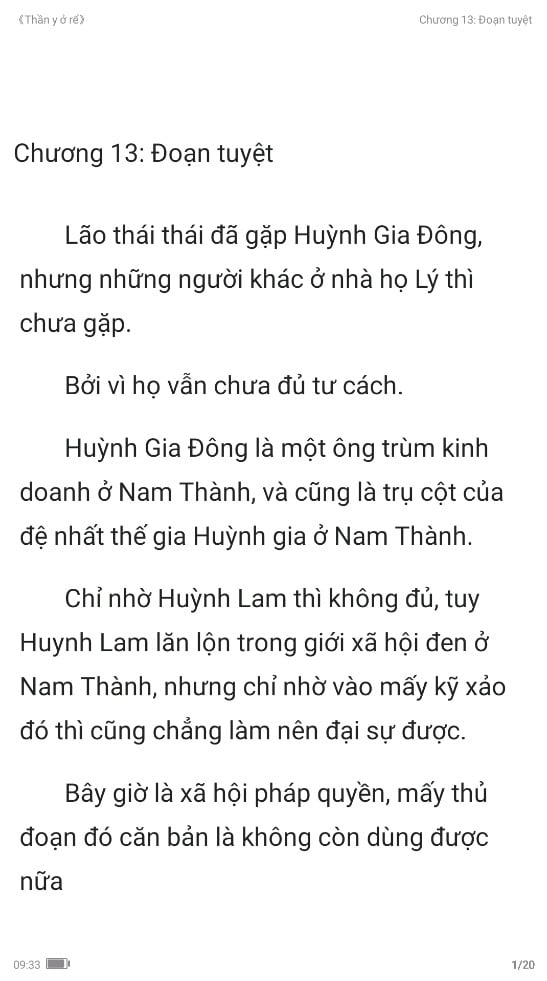 《Thần y ở rể》
Chương 13: Đoạn tuyệt
Chương 13: Đoạn tuyệt
Lão thái thái đã gặp Huỳnh Gia Đông,
nhưng những người khác ở nhà họ Lý thì
chưa gặp.
Bởi vì họ vẫn chưa đủ tư cách.
Huỳnh Gia Đông là một ông trùm kinh
doanh ở Nam Thành, và cũng là trụ cột của
đệ nhất thế gia Huỳnh gia ở Nam Thành.
Chỉ nhờ Huỳnh Lam thì không đủ, tuy
Huynh Lam lăn lộn trong giới xã hội đen ở
Nam Thành, nhưng chỉ nhờ vào mấy kỹ xảo
đó thì cũng chẳng làm nên đại sự được.
Bây giờ là xã hội pháp quyền, mấy thủ
đoạn đó căn bản là không còn dùng được
nữa
09:33
1/20